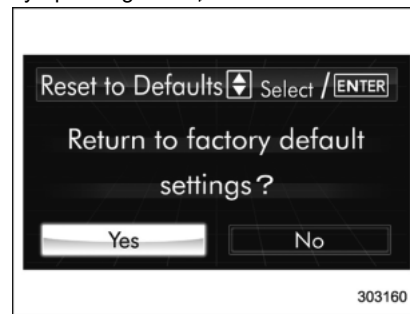 Reset to Defaults Select / ENTER
Return to factory default
settings?
Yes No
303160